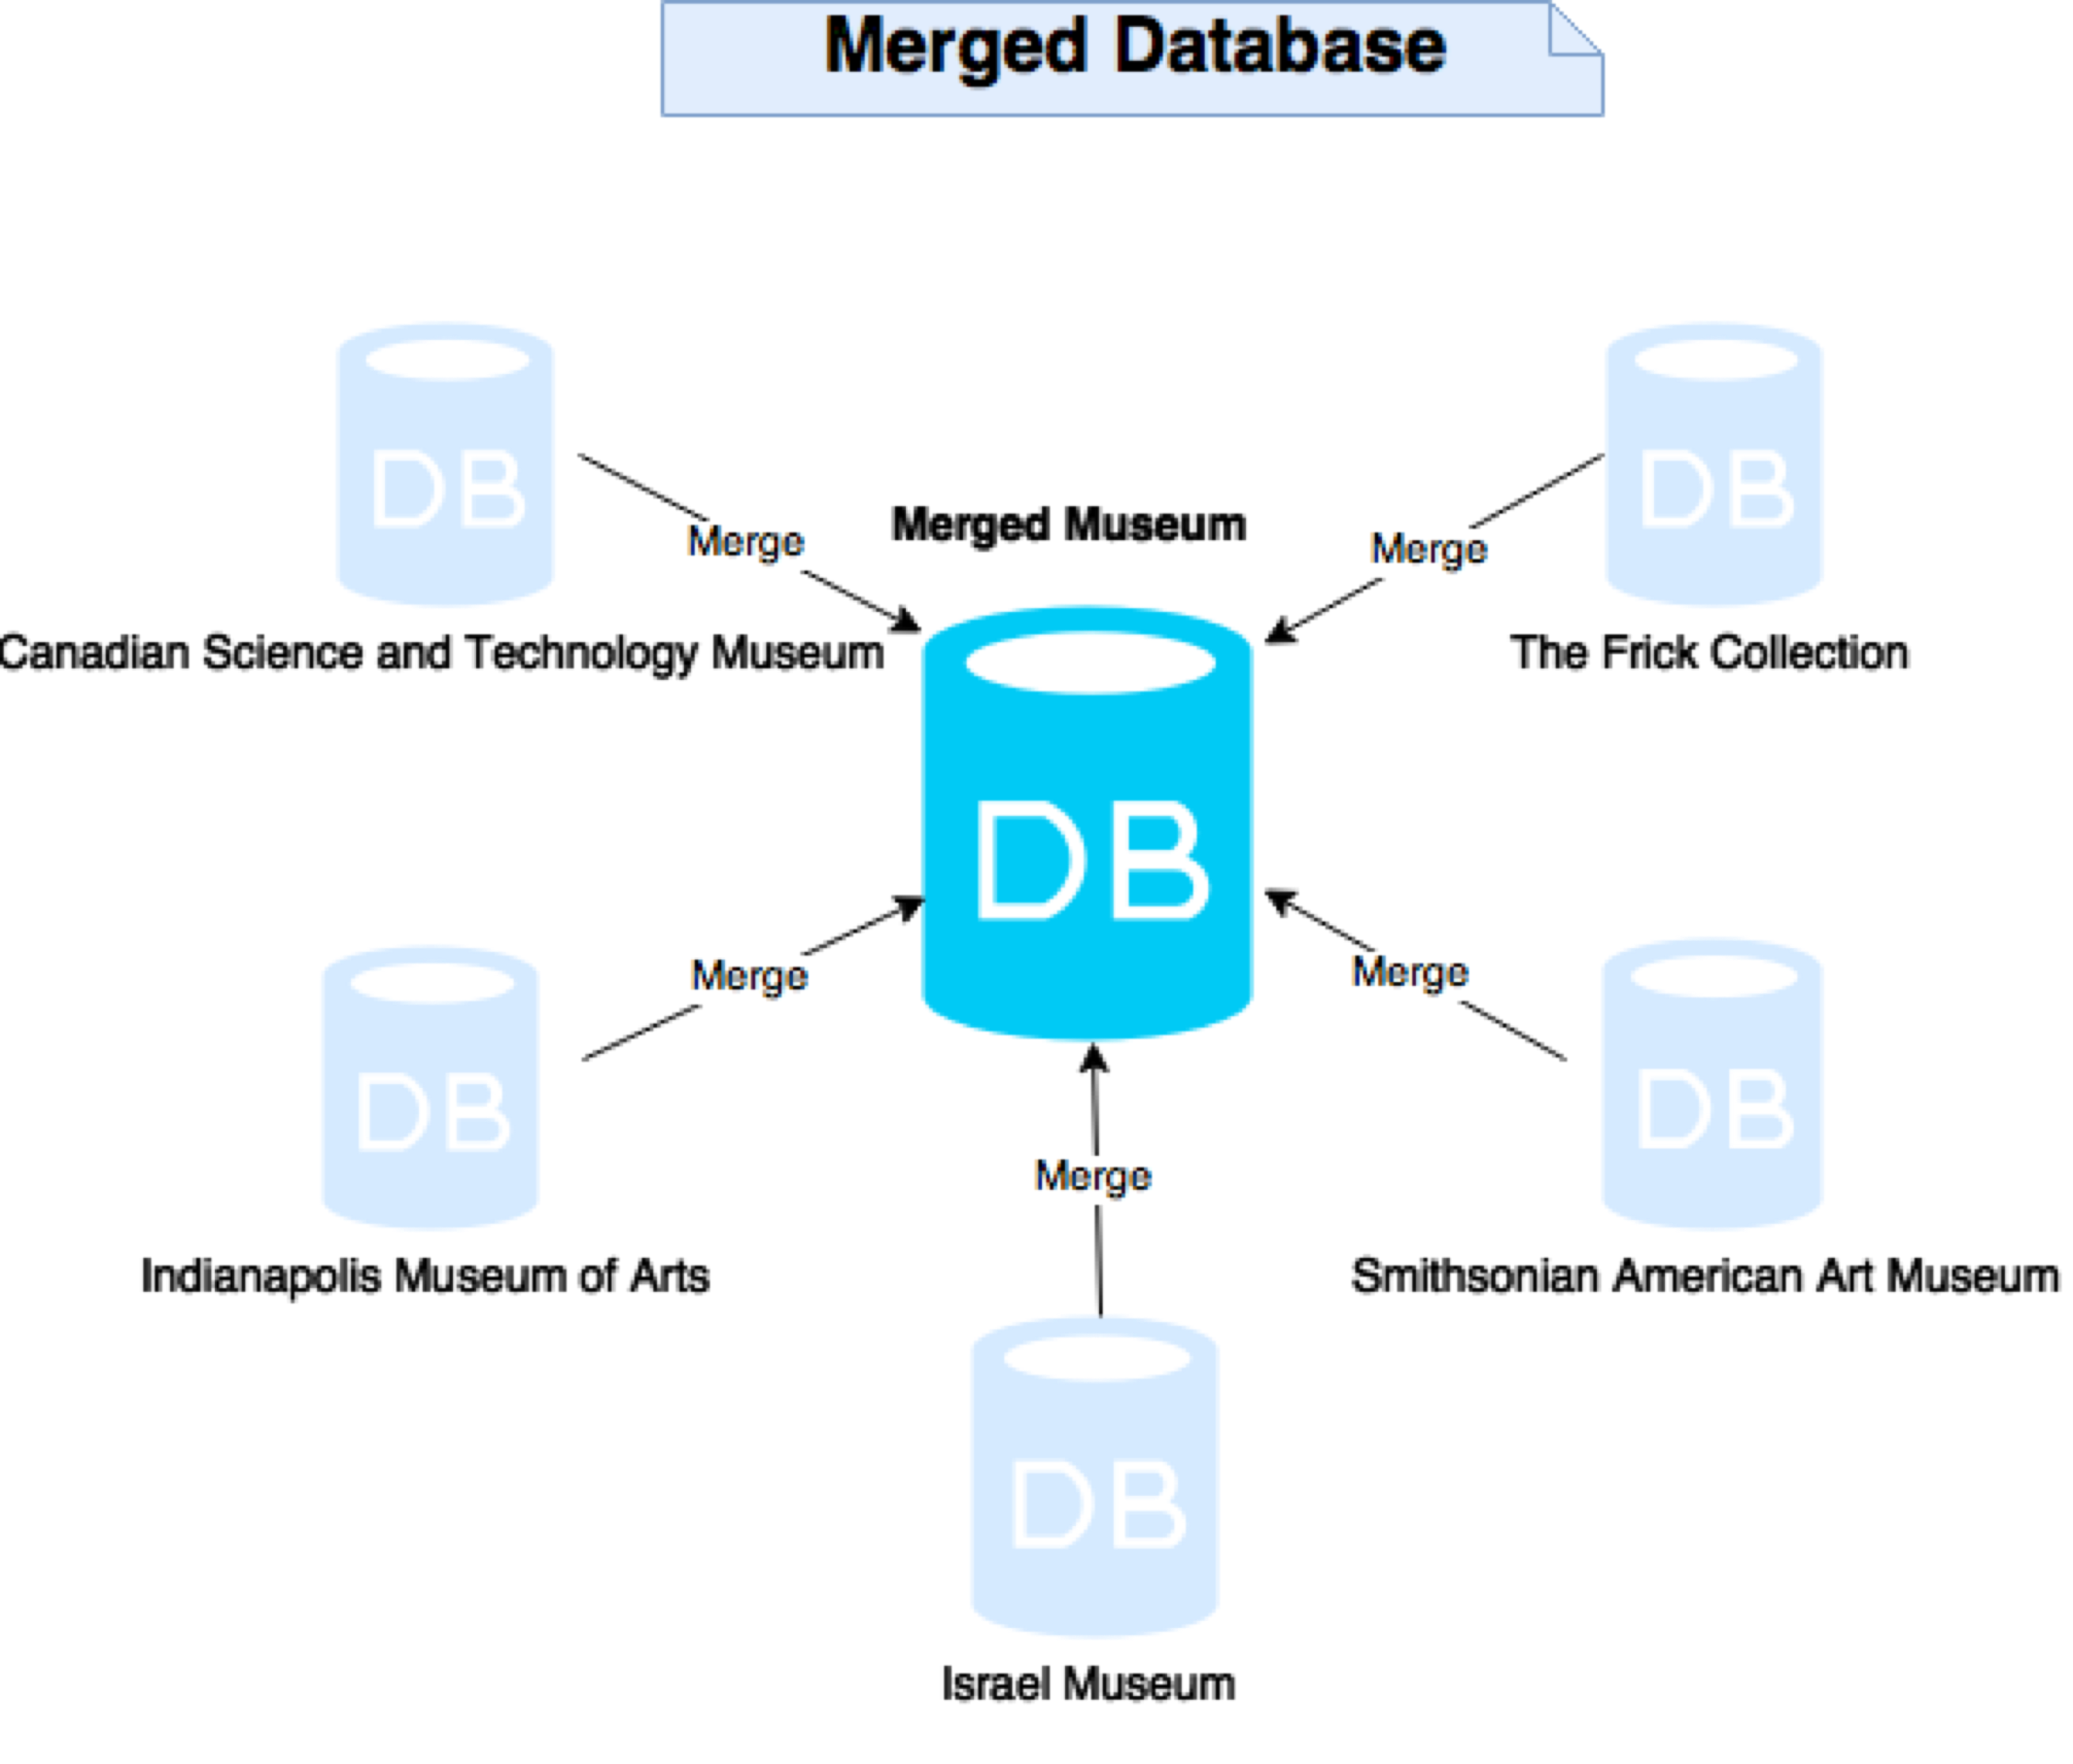 Merged Database
DB
DB
Merge
Merged Museum
Merge
Canadian Science and Technology Museum
The Frick Collection
DB
Merge
Merge
DB
DB
Merge
Indianapolis Museum of Arts
Smithsonian American Art Museum
DB
Israel Museum